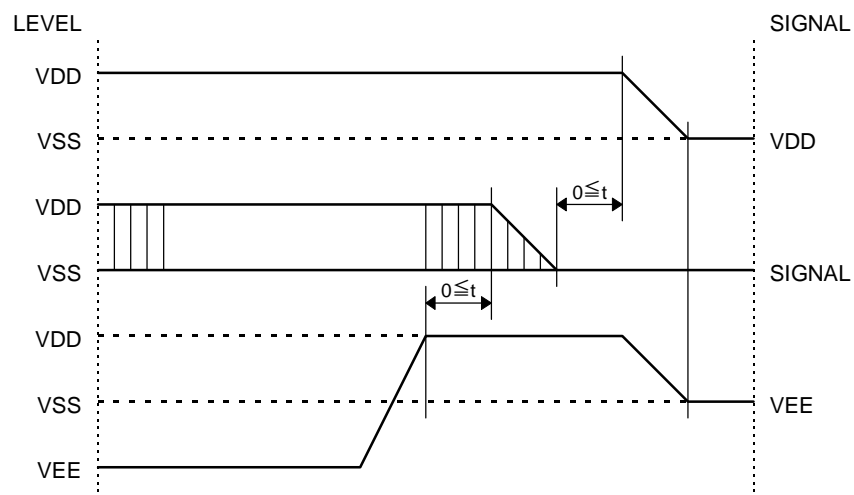 LEVEL SIGNAL
VDD
VSS VDD
VDD 0≦t
VSS SIGNAL
0≦t
VDD
VSS VEE
VEE